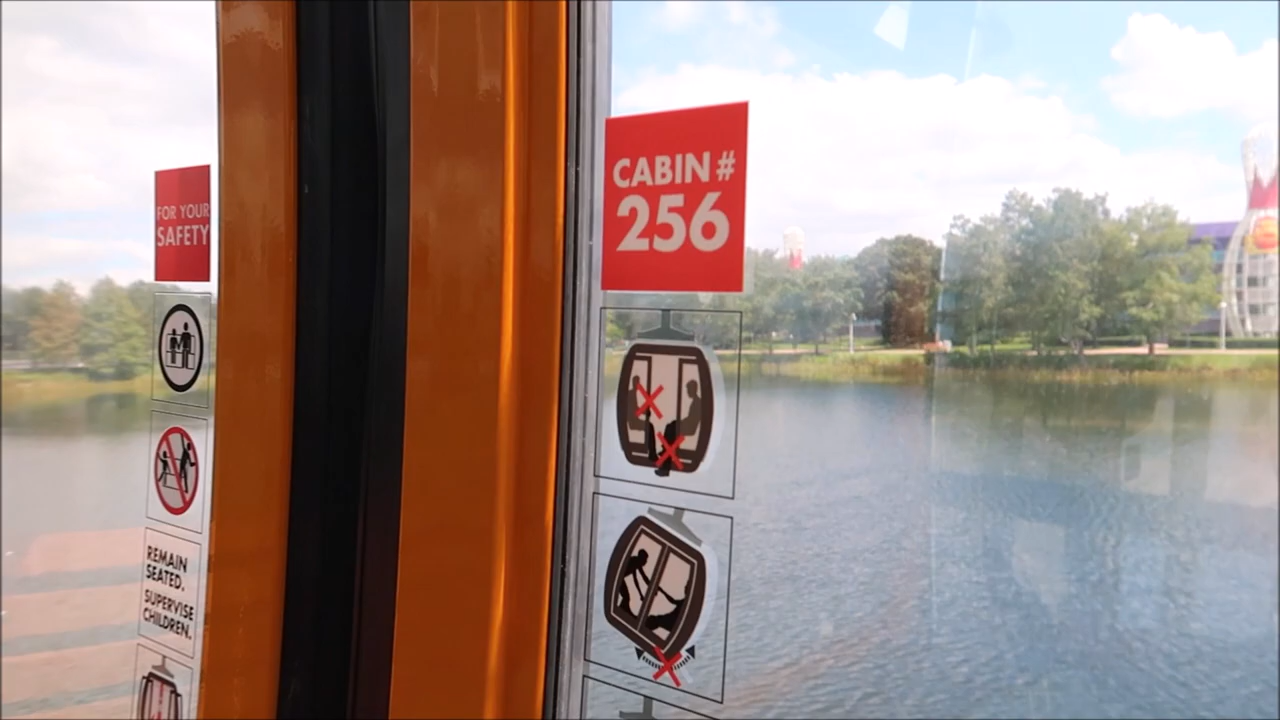 FOR YOUR
SAFETY
REMAIN
SEATED.
SUPERVISE
CHILDREN.
CABIN #
256